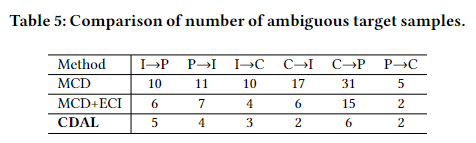 Table 5: Comparison of number of ambiguous target samples.
Method I→P P→I I→C C→I C→P P→C
MCD 10 11 10 17 31 5
MCD+ECI 6 7 4 6 15 2
CDAL 5 4 3 2 6 2